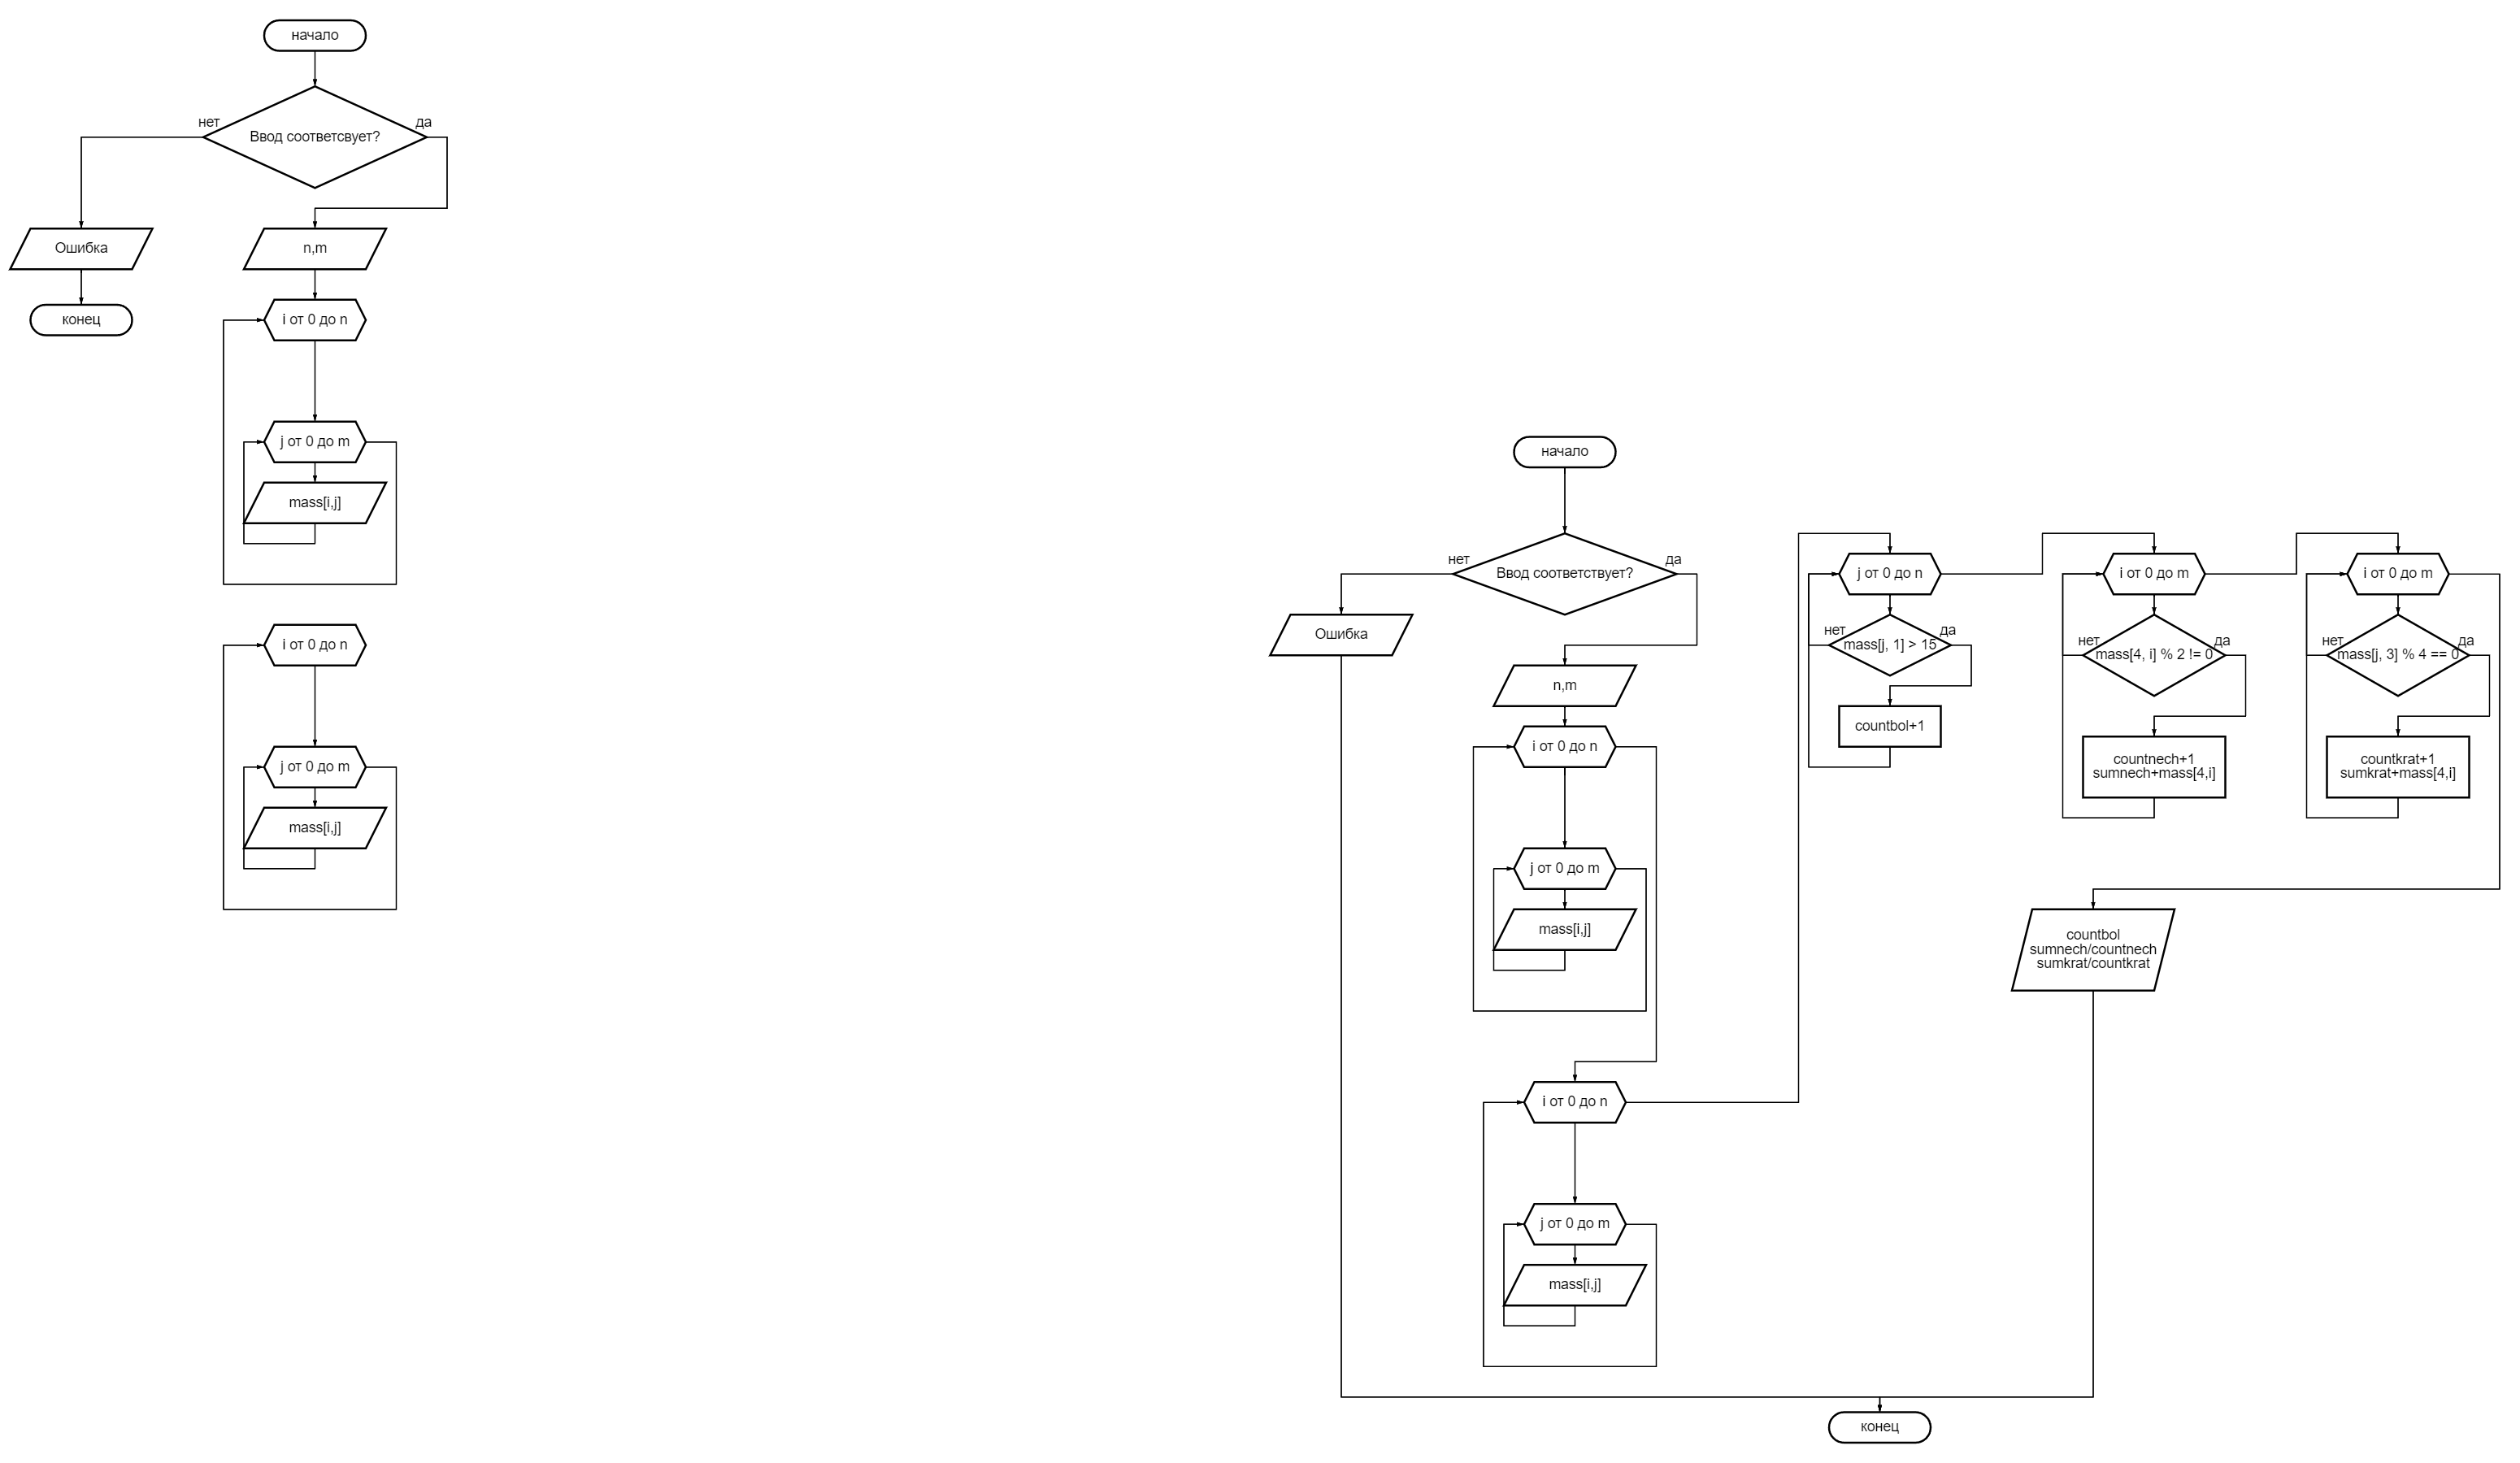 начало
нет
да
Ввод соответсвует?
Ошибка
n,m
конец
i от 0 до n
j от 0 до m
mass[i,j]
i от 0 до n
j от 0 до m
mass[i,j]
начало
нет
да
Ввод соответствует?
Ошибка
n,m
i от 0 до n
j от 0 до m
mass[i,j]
i от 0 до n
j от 0 до m
mass[i,j]
j от 0 до n
нет
да
mass[j, 1] > 15
countbol+1
i от 0 до m
нет
да
mass[4, i] % 2 != 0
countnech+1
sumnech+mass[4,i]
i от 0 до m
нет
да
mass[j, 3] % 4 == 0
countkrat+1
sumkrat+mass[4,i]
countbol
sumnech/countnech
sumkrat/countkrat
конец